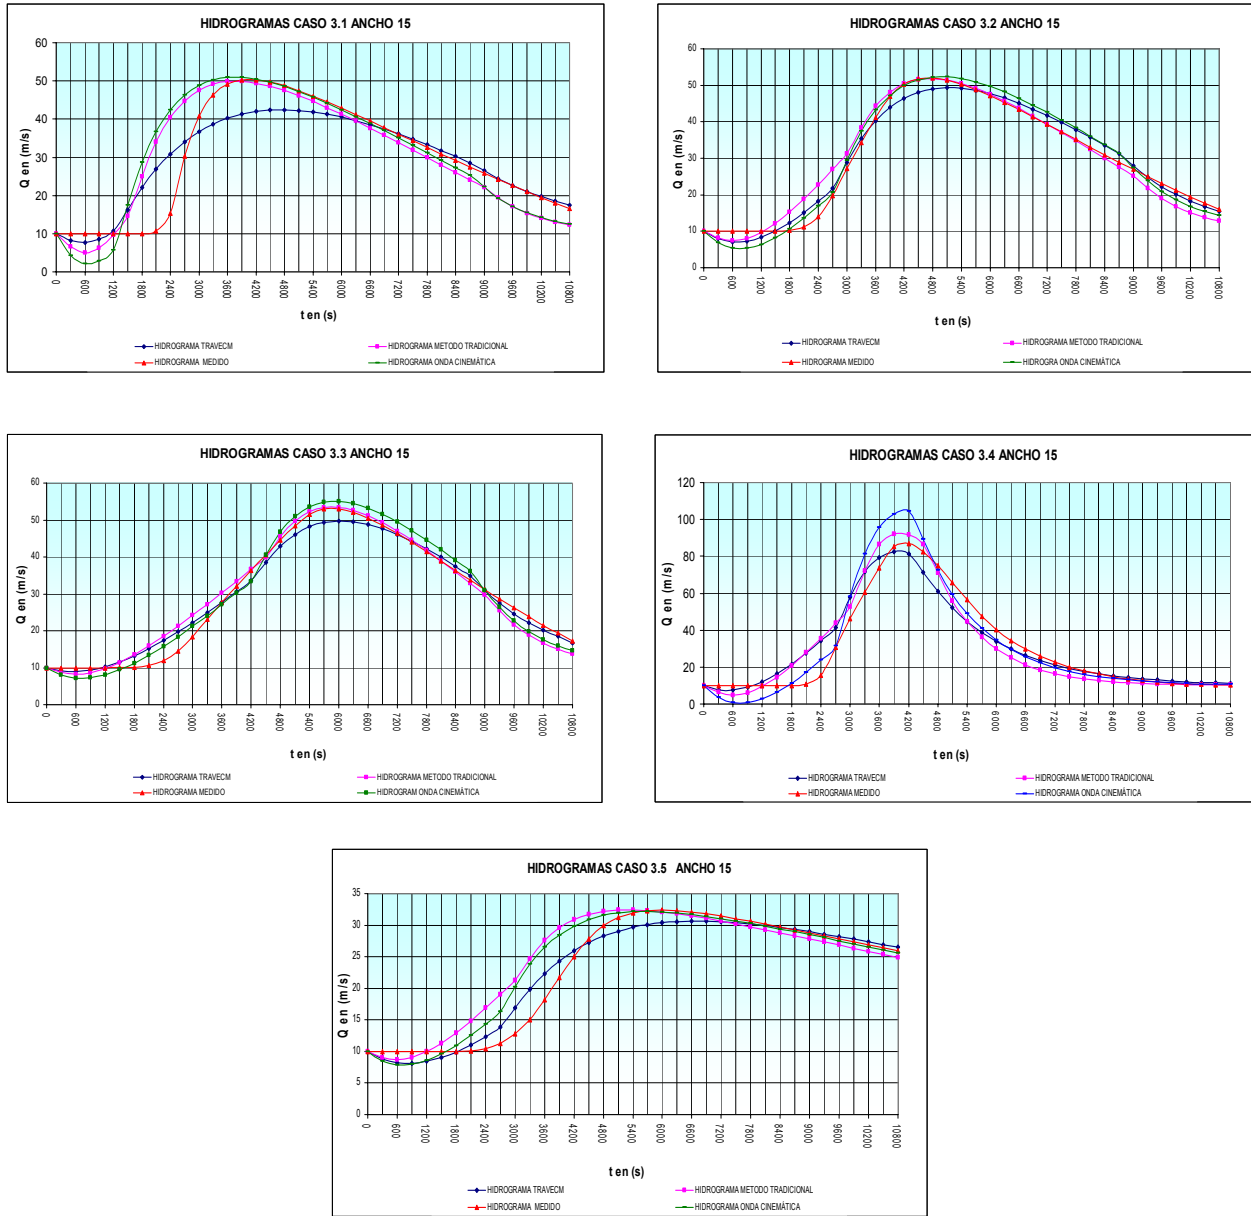 HIDROGRAMAS CASO 3.1 ANCHO 15
Q en (m/s)
60
50
40
30
20
10
0
0 600 1200 1800 2400 3000 3600 4200 4800 5400 6000 6600 7200 7800 8400 9000 9600 10200 10800
t en (s)
HIDROGRAMA TRAVECM
HIDROGRAMA METODO TRADICIONAL
HIDROGRAMA MEDIDO
HIDROGRAMA ONDA CINEMÁTICA
HIDROGRAMAS CASO 3.2 ANCHO 15
Q en (m/s)
60
50
40
30
20
10
0
0 600 1200 1800 2400 3000 3600 4200 4800 5400 6000 6600 7200 7800 8400 9000 9600 10200 10800
t en (s)
HIDROGRAMA TRAVECM
HIDROGRAMA METODO TRADICIONAL
HIDROGRAMA MEDIDO
HIDROGRA ONDA CINEMÁTICA
HIDROGRAMAS CASO 3.3 ANCHO 15
Q en (m/s)
60
50
40
30
20
10
0
0 600 1200 1800 2400 3000 3600 4200 4800 5400 6000 6600 7200 7800 8400 9000 9600 10200 10800
t en (s)
HIDROGRAMA TRAVECM
HIDROGRAMA METODO TRADICIONAL
HIDROGRAMA MEDIDO
HIDROGRAM ONDA CINEMÁTICA
HIDROGRAMAS CASO 3.4 ANCHO 15
Q en (m/s)
120
100
80
60
40
20
0
0 600 1200 1800 2400 3000 3600 4200 4800 5400 6000 6600 7200 7800 8400 9000 9600 10200 10800
t en (s)
HIDROGRAMA TRAVECM
HIDROGRAMA METODO TRADICIONAL
HIDROGRAMA MEDIDO
HIDROGRAMA ONDA CINEMÁTICA
HIDROGRAMAS CASO 3.5 ANCHO 15
Q en (m/s)
35
30
25
20
15
10
5
0
0 600 1200 1800 2400 3000 3600 4200 4800 5400 6000 6600 7200 7800 8400 9000 9600 10200 10800
t en (s)
HIDROGRAMA TRAVECM
HIDROGRAMA METODO TRADICIONAL
HIDROGRAMA MEDIDO
HIDROGRAMA ONDA CINEMÁTICA